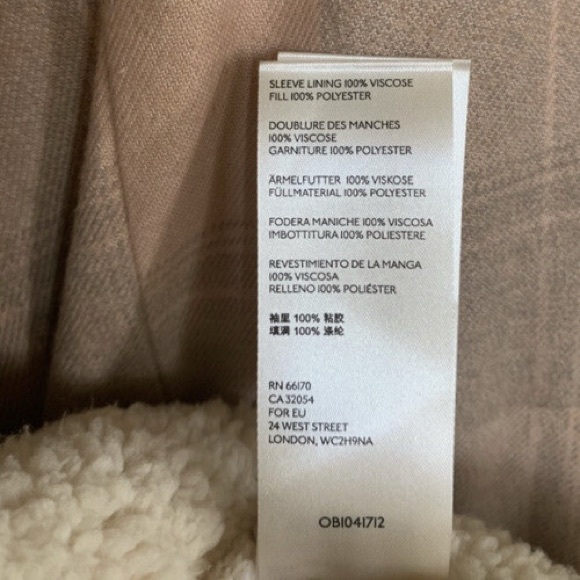 SLEEVE LINING 100% VISCOSE
FILL 100% POLYESTER
DOUBLURE DES MANCHES
100% VISCOSE
GARNITURE 100% POLYESTER
ÄRMELFUTTER 100% VISKOSE
FÜLLMATERIAL 100% POLYESTER
FODERA MANICHE 100% VISCOSA
IMBOTTITURA 100% POLIESTERE
REVESTIMIENTO DE LA MANGA
100% VISCOSA
RELLENO 100% POLIÉSTER
袖里 100% 粘胶
填满 100% 涤纶
RN 66170
CA 32054
FOR EU
24 WEST STREET
LONDON, WC2H9NA
OB1041712